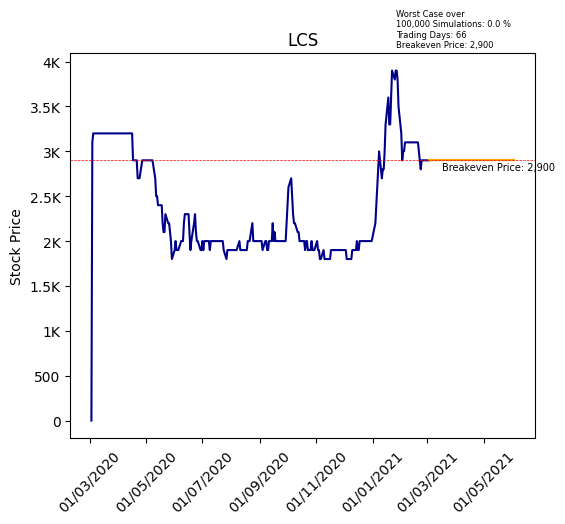 Worst Case over
100,000 Simulations: 0.0 %
Trading Days: 66
Breakeven Price: 2,900
LCS
4K
3.5K
3K
2.5K
2K
1.5K
1K
500
0
Stock Price
Breakeven Price: 2,900
01/03/2020
01/05/2020
01/07/2020
01/09/2020
01/11/2020
01/01/2021
01/03/2021
01/05/2021